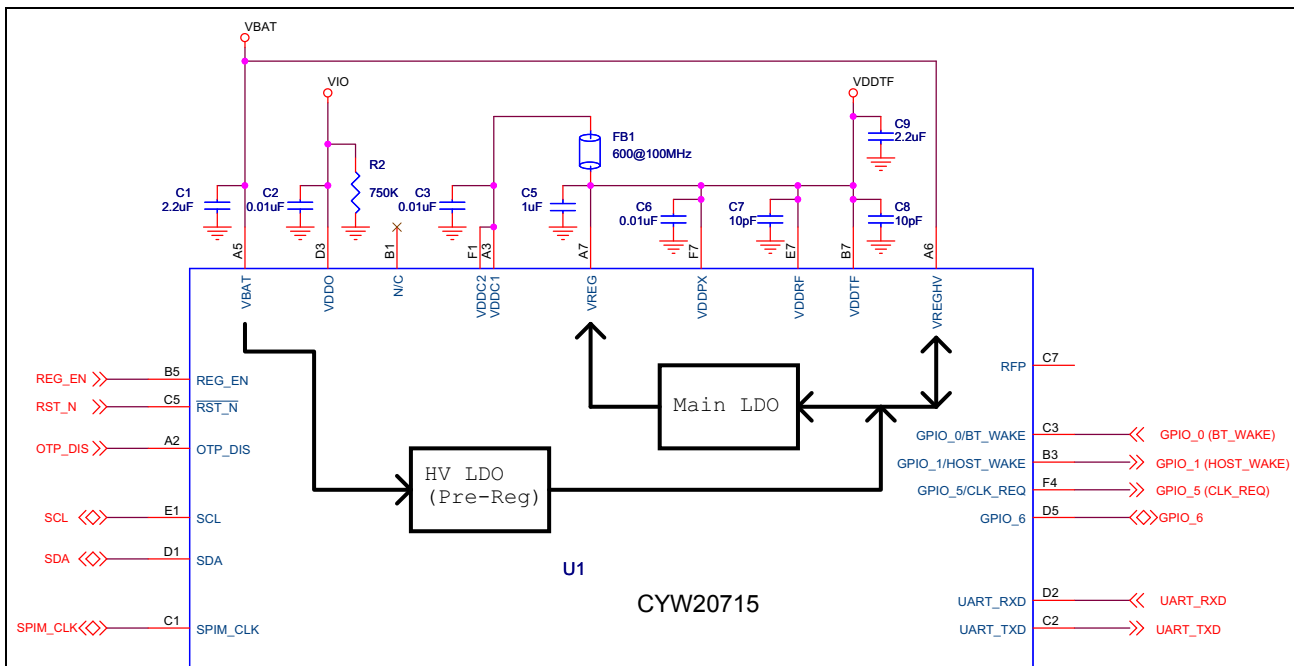 VBAT
VIO
VDDTF
C9
2.2uF
FB1
600@100MHz
R2
750K
C1
2.2uF
C2
0.01uF
C3
0.01uF
C5
1uF
C6
0.01uF
C7
10pF
C8
10pF
A5
D3
B1
F1
A3
A7
F7
E7
B7
A6
VBAT
VDDO
N/C
VDDC2
VDDC1
VREG
VDDPX
VDDRF
VDDTF
VREGHV
REG_EN
B5
REG_EN
RST_N
C5
RST_N
OTP_DIS
A2
OTP_DIS
SCL
E1
SCL
SDA
D1
SDA
SPIM_CLK
C1
SPIM_CLK
Main LDO
HV LDO
(Pre-Reg)
U1
CYW20715
RFP
C7
GPIO_0/BT_WAKE
C3
GPIO_0 (BT_WAKE)
GPIO_1/HOST_WAKE
B3
GPIO_1 (HOST_WAKE)
GPIO_5/CLK_REQ
F4
GPIO_5 (CLK_REQ)
GPIO_6
D5
GPIO_6
UART_RXD
D2
UART_RXD
UART_TXD
C2
UART_TXD